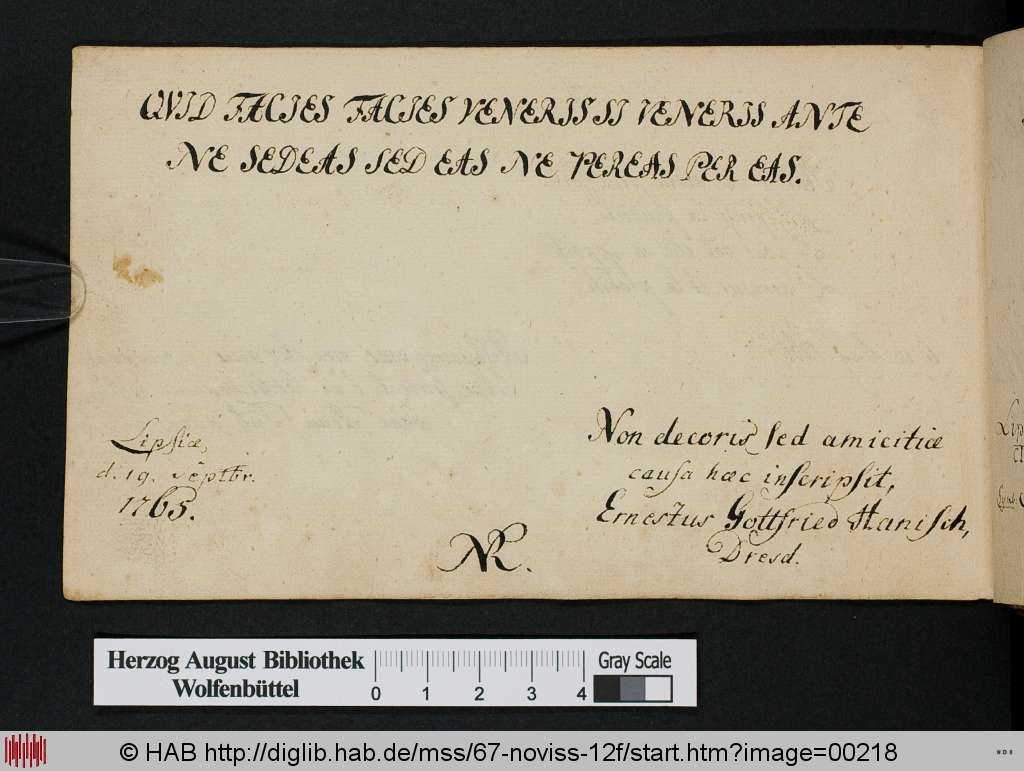 QVID FACIES FACIES VENERIS SI VENERIS ANTE
NE SEDEAS SED EAS NE PEREAS PER EAS.
Lipsiæ,
d. 19. Septbr.
1765.
Non decoris sed amicitiæ
causa hæc inscripsit,
Ernestus Gottfried Hanisch,
Dresd.
NR.
Herzog August Bibliothek
Wolfenbüttel
0 1 2 3 4
Gray Scale
© HAB http://diglib.hab.de/mss/67-noviss-12f/start.htm?image=00218
WDB